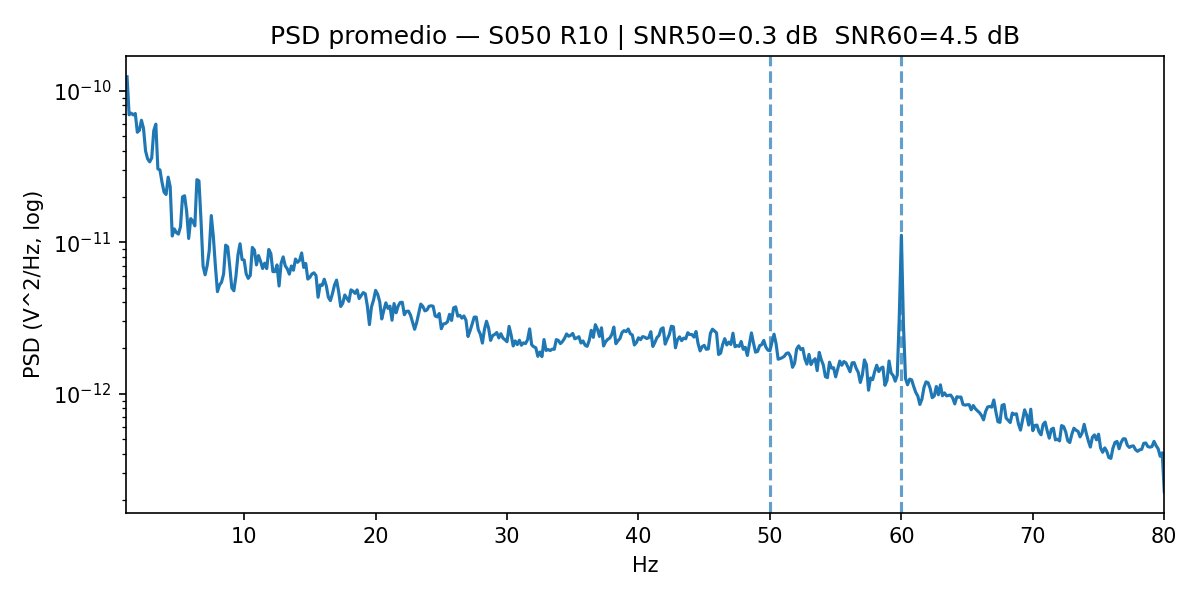 PSD promedio — S050 R10 | SNR50=0.3 dB  SNR60=4.5 dB
PSD (V^2/Hz, log)
10⁻¹⁰
10⁻¹¹
10⁻¹²
10 20 30 40 50 60 70 80
Hz